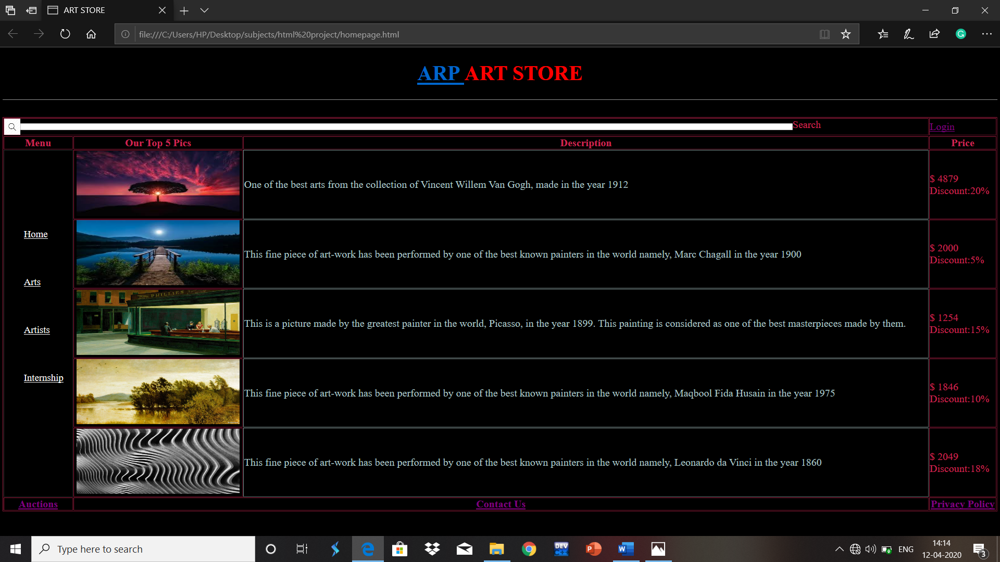 ART STORE
file:///C:/Users/HP/Desktop/subjects/html%20project/homepage.html
ARP ART STORE
Search
Login
Menu
Our Top 5 Pics
Description
Price
One of the best arts from the collection of Vincent Willem Van Gogh, made in the year 1912
$ 4879
Discount:20%
Home
This fine piece of art-work has been performed by one of the best known painters in the world namely, Marc Chagall in the year 1900
$ 2000
Discount:5%
Arts
PHILLIES
This is a picture made by the greatest painter in the world, Picasso, in the year 1899. This painting is considered as one of the best masterpieces made by them.
$ 1254
Discount:15%
Artists
Internship
This fine piece of art-work has been performed by one of the best known painters in the world namely, Maqbool Fida Husain in the year 1975
$ 1846
Discount:10%
This fine piece of art-work has been performed by one of the best known painters in the world namely, Leonardo da Vinci in the year 1860
$ 2049
Discount:18%
Auctions
Contact Us
Privacy Policy
Type here to search
DEV
C++
ENG
14:14
12-04-2020
3